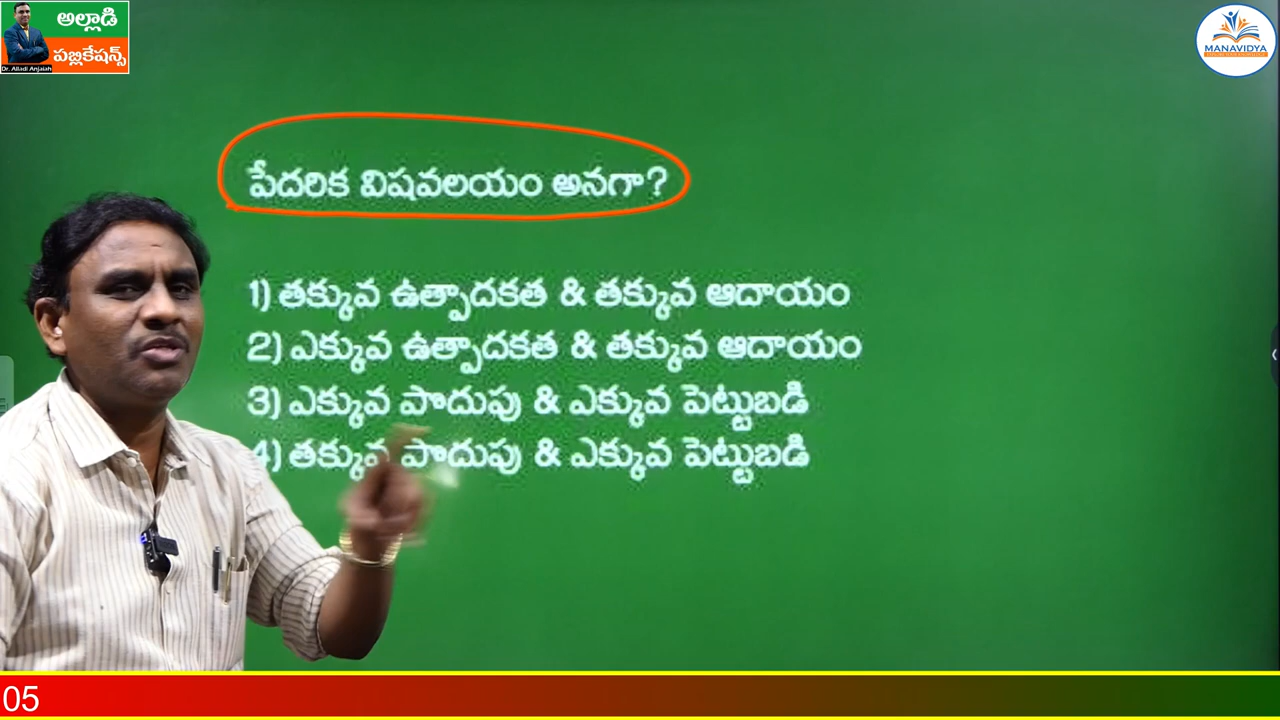 అల్లాడి
పబ్లికేషన్స్
Dr. Alladi Anjaiah
MANAVIDYA
పేదరిక విషవలయం అనగా?
1) తక్కువ ఉత్పాదకత & తక్కువ ఆదాయం
2) ఎక్కువ ఉత్పాదకత & తక్కువ ఆదాయం
3) ఎక్కువ పొదుపు & ఎక్కువ పెట్టుబడి
4) తక్కువ పొదుపు & ఎక్కువ పెట్టుబడి
05